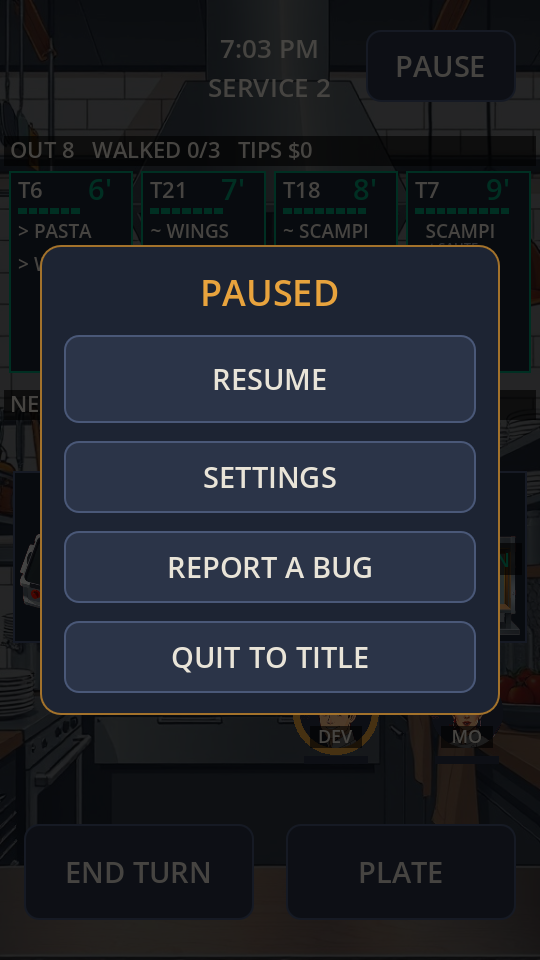 7:03 PM
PAUSE
SERVICE 2
OUT 8 WALKED 0/3 TIPS $0
T6 6' T21 7' T18 8' T7 9'
> PASTA ~ WINGS ~ SCAMPI SCAMPI
>
NE
PAUSED
RESUME
SETTINGS
REPORT A BUG
QUIT TO TITLE
DEV MO
END TURN PLATE